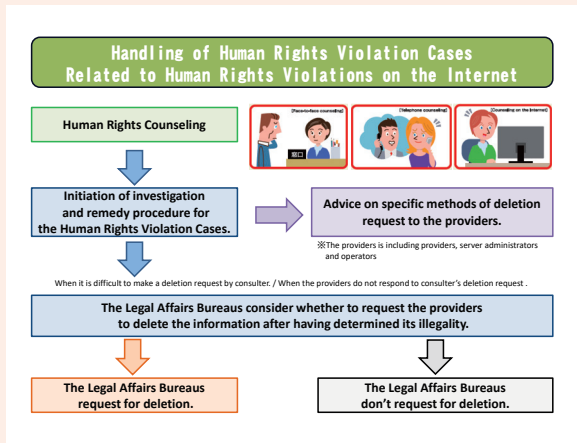 Handling of Human Rights Violation Cases
Related to Human Rights Violations on the Internet
Human Rights Counseling
[Face-to-face counseling]
窓口
[Telephone counseling]
[Counseling on the Internet]
Initiation of investigation
and remedy procedure for
the Human Rights Violation Cases.
Advice on specific methods of deletion
request to the providers.
※The providers is including providers, server administrators
and operators
When it is difficult to make a deletion request by consulter. / When the providers do not respond to consulter's deletion request .
The Legal Affairs Bureaus consider whether to request the providers
to delete the information after having determined its illegality.
The Legal Affairs Bureaus
request for deletion.
The Legal Affairs Bureaus
don't request for deletion.